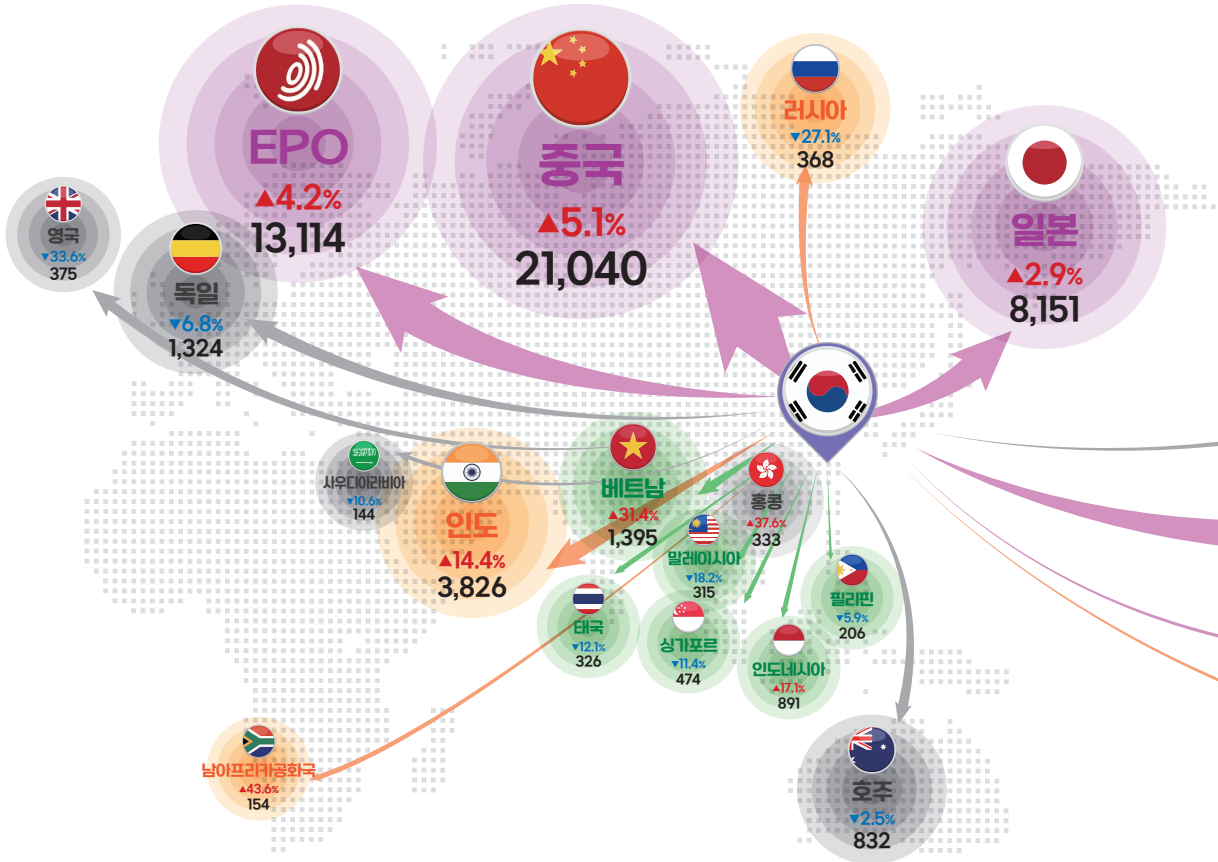 EPO
▲4.2%
13,114
중국
▲5.1%
21,040
러시아
▼27.1%
368
일본
▲2.9%
8,151
영국
▼33.6%
375
독일
▼6.8%
1,324
사우디아라비아
▼10.6%
144
인도
▲14.4%
3,826
베트남
▲31.4%
1,395
홍콩
▲37.6%
333
말레이시아
▼18.2%
315
필리핀
▼5.9%
206
태국
▼12.1%
326
싱가포르
▼11.4%
474
인도네시아
▲17.1%
891
남아프리카공화국
▲43.6%
154
호주
▼2.5%
832